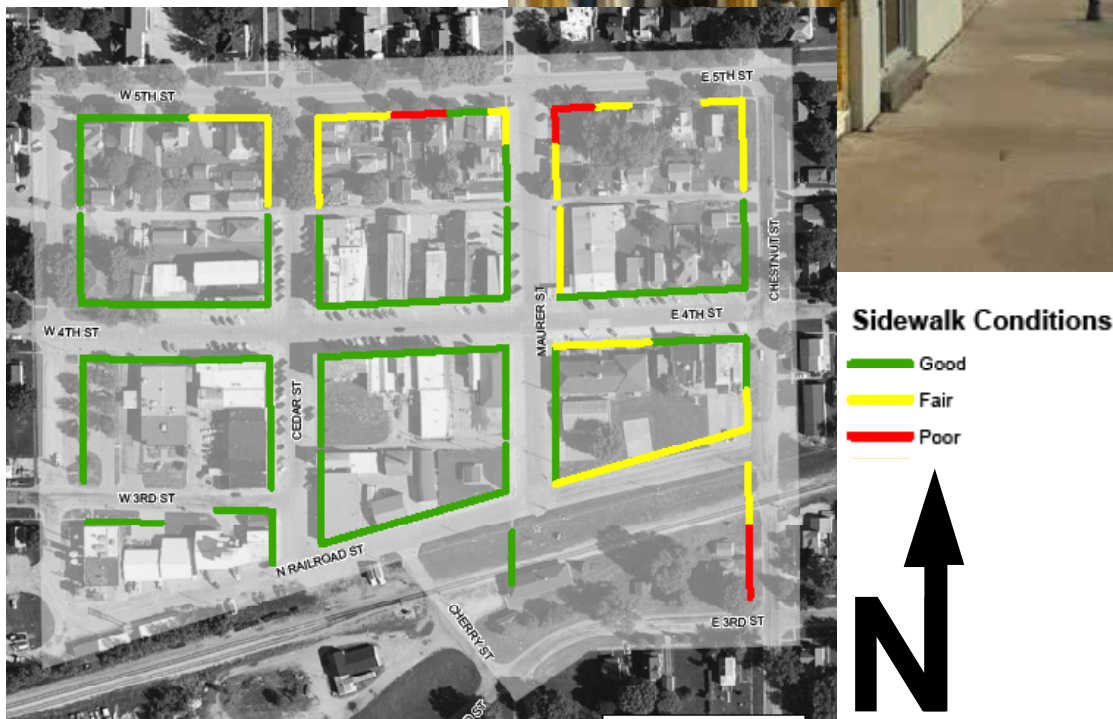 W 5TH ST
E 5TH ST
CHESTNUT ST
MAURER ST
E 4TH ST
W 4TH ST
CEDAR ST
W 3RD ST
N RAILROAD ST
CHERRY ST
E 3RD ST
Sidewalk Conditions
Good
Fair
Poor
N